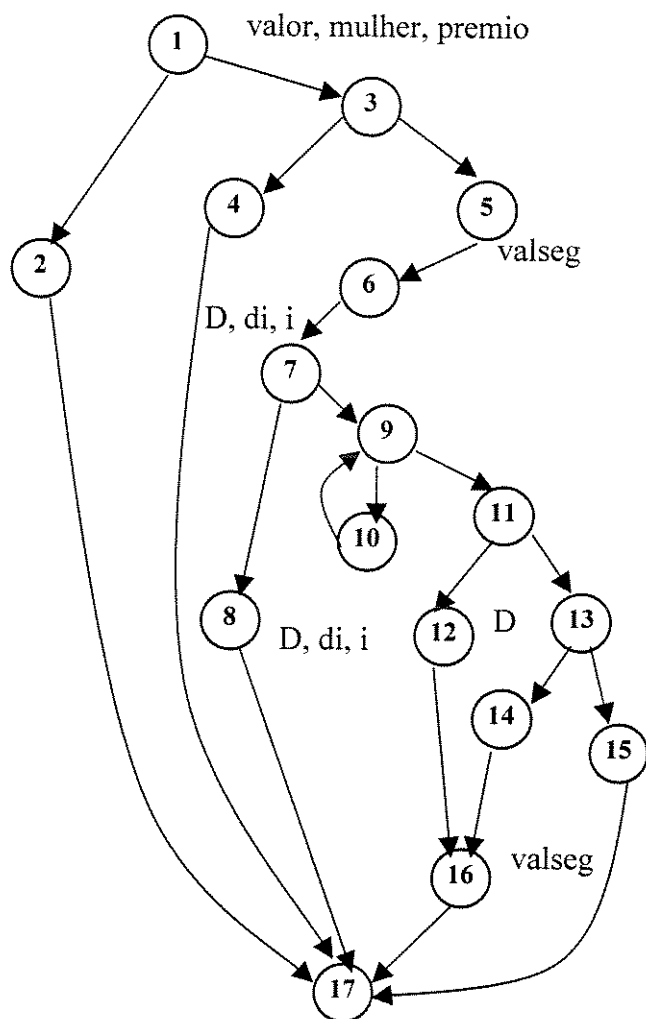 valor, mulher, premio
1
3
4
5
2
valseg
6
D, di, i
7
9
11
10
8
D, di, i
12
D
13
14
15
16
valseg
17